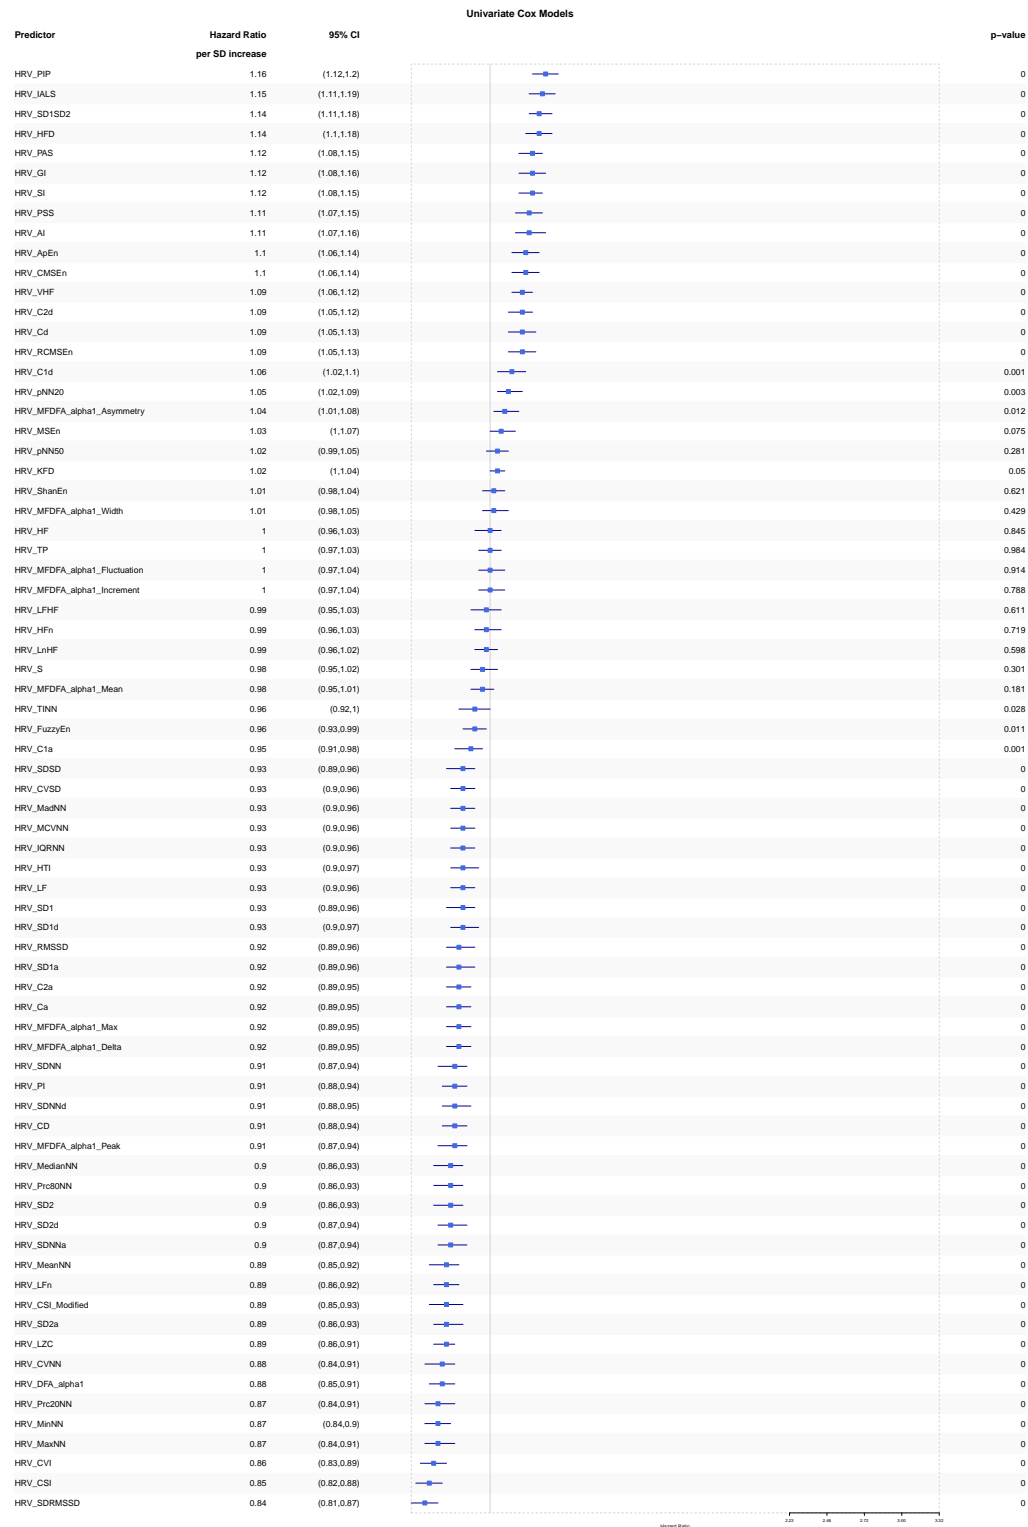 Univariate Cox Models
Predictor Hazard Ratio 95% CI p−value
per SD increase
HRV_PIP 1.16 (1.12,1.2) 0
HRV_IALS 1.15 (1.11,1.19) 0
HRV_SD1SD2 1.14 (1.11,1.18) 0
HRV_HFD 1.14 (1.1,1.18) 0
HRV_PAS 1.12 (1.08,1.15) 0
HRV_GI 1.12 (1.08,1.16) 0
HRV_SI 1.12 (1.08,1.15) 0
HRV_PSS 1.11 (1.07,1.15) 0
HRV_AI 1.11 (1.07,1.16) 0
HRV_ApEn 1.1 (1.06,1.14) 0
HRV_CMSEn 1.1 (1.06,1.14) 0
HRV_VHF 1.09 (1.06,1.12) 0
HRV_C2d 1.09 (1.05,1.12) 0
HRV_Cd 1.09 (1.05,1.13) 0
HRV_RCMSEn 1.09 (1.05,1.13) 0
HRV_C1d 1.06 (1.02,1.1) 0.001
HRV_pNN20 1.05 (1.02,1.09) 0.003
HRV_MFDFA_alpha1_Asymmetry 1.04 (1.01,1.08) 0.012
HRV_MSEn 1.03 (1,1.07) 0.075
HRV_pNN50 1.02 (0.99,1.05) 0.281
HRV_KFD 1.02 (1,1.04) 0.05
HRV_ShanEn 1.01 (0.98,1.04) 0.621
HRV_MFDFA_alpha1_Width 1.01 (0.98,1.05) 0.429
HRV_HF 1 (0.96,1.03) 0.845
HRV_TP 1 (0.97,1.03) 0.984
HRV_MFDFA_alpha1_Fluctuation 1 (0.97,1.04) 0.914
HRV_MFDFA_alpha1_Increment 1 (0.97,1.04) 0.788
HRV_LFHF 0.99 (0.95,1.03) 0.611
HRV_HFn 0.99 (0.96,1.03) 0.719
HRV_LnHF 0.99 (0.96,1.02) 0.598
HRV_S 0.98 (0.95,1.02) 0.301
HRV_MFDFA_alpha1_Mean 0.98 (0.95,1.01) 0.181
HRV_TINN 0.96 (0.92,1) 0.028
HRV_FuzzyEn 0.96 (0.93,0.99) 0.011
HRV_C1a 0.95 (0.91,0.98) 0.001
HRV_SDSD 0.93 (0.89,0.96) 0
HRV_CVSD 0.93 (0.9,0.96) 0
HRV_MadNN 0.93 (0.9,0.96) 0
HRV_MCVNN 0.93 (0.9,0.96) 0
HRV_IQRNN 0.93 (0.9,0.96) 0
HRV_HTI 0.93 (0.9,0.97) 0
HRV_LF 0.93 (0.9,0.96) 0
HRV_SD1 0.93 (0.89,0.96) 0
HRV_SD1d 0.93 (0.9,0.97) 0
HRV_RMSSD 0.92 (0.89,0.96) 0
HRV_SD1a 0.92 (0.89,0.96) 0
HRV_C2a 0.92 (0.89,0.95) 0
HRV_Ca 0.92 (0.89,0.95) 0
HRV_MFDFA_alpha1_Max 0.92 (0.89,0.95) 0
HRV_MFDFA_alpha1_Delta 0.92 (0.89,0.95) 0
HRV_SDNN 0.91 (0.87,0.94) 0
HRV_PI 0.91 (0.88,0.94) 0
HRV_SDNNd 0.91 (0.88,0.95) 0
HRV_CD 0.91 (0.88,0.94) 0
HRV_MFDFA_alpha1_Peak 0.91 (0.87,0.94) 0
HRV_MedianNN 0.9 (0.86,0.93) 0
HRV_Prc80NN 0.9 (0.86,0.93) 0
HRV_SD2 0.9 (0.86,0.93) 0
HRV_SD2d 0.9 (0.87,0.94) 0
HRV_SDNNa 0.9 (0.87,0.94) 0
HRV_MeanNN 0.89 (0.85,0.92) 0
HRV_LFn 0.89 (0.86,0.92) 0
HRV_CSI_Modified 0.89 (0.85,0.93) 0
HRV_SD2a 0.89 (0.86,0.93) 0
HRV_LZC 0.89 (0.86,0.91) 0
HRV_CVNN 0.88 (0.84,0.91) 0
HRV_DFA_alpha1 0.88 (0.85,0.91) 0
HRV_Prc20NN 0.87 (0.84,0.91) 0
HRV_MinNN 0.87 (0.84,0.9) 0
HRV_MaxNN 0.87 (0.84,0.91) 0
HRV_CVI 0.86 (0.83,0.89) 0
HRV_CSI 0.85 (0.82,0.88) 0
HRV_SDRMSSD 0.84 (0.81,0.87) 0
2.23 2.46 2.72 3.00 3.32
Hazard Ratio